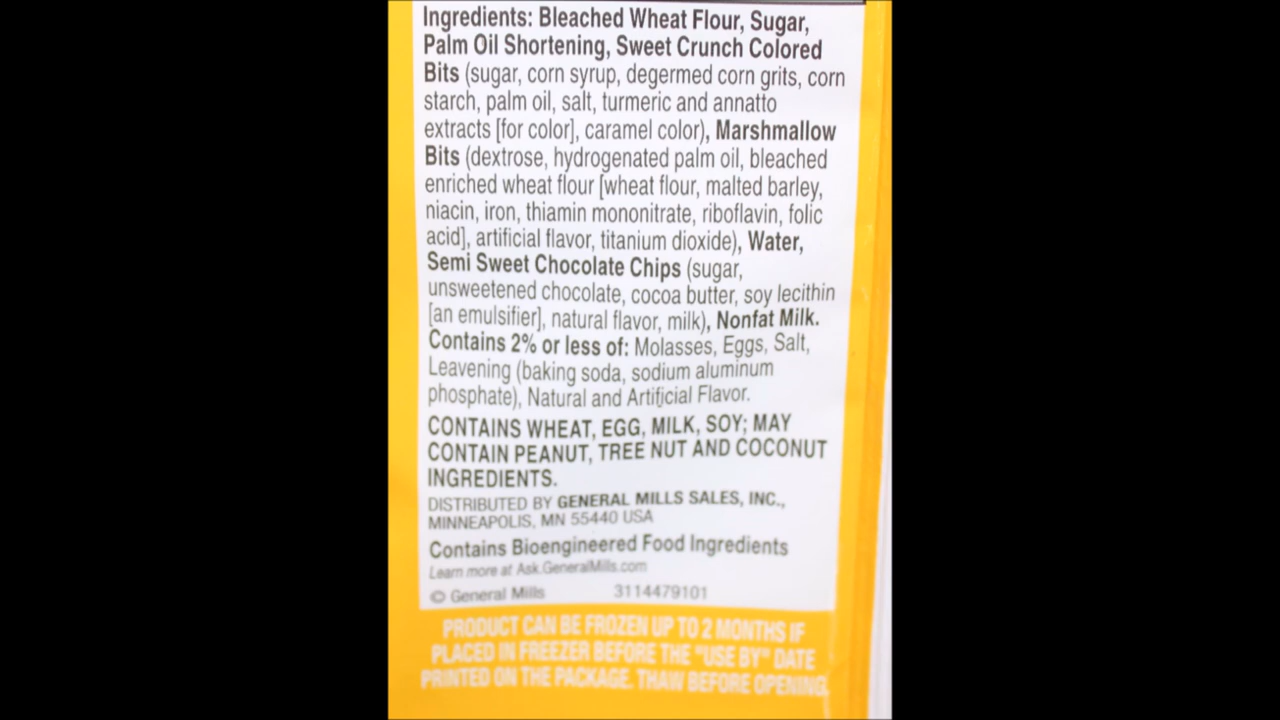 Ingredients: Bleached Wheat Flour, Sugar,
Palm Oil Shortening, Sweet Crunch Colored
Bits (sugar, corn syrup, degermed corn grits, corn
starch, palm oil, salt, turmeric and annatto
extracts [for color], caramel color), Marshmallow
Bits (dextrose, hydrogenated palm oil, bleached
enriched wheat flour [wheat flour, malted barley,
niacin, iron, thiamin mononitrate, riboflavin, folic
acid], artificial flavor, titanium dioxide), Water,
Semi Sweet Chocolate Chips (sugar,
unsweetened chocolate, cocoa butter, soy lecithin
[an emulsifier], natural flavor, milk), Nonfat Milk.
Contains 2% or less of: Molasses, Eggs, Salt,
Leavening (baking soda, sodium aluminum
phosphate), Natural and Artificial Flavor.
CONTAINS WHEAT, EGG, MILK, SOY; MAY
CONTAIN PEANUT, TREE NUT AND COCONUT
INGREDIENTS.
DISTRIBUTED BY GENERAL MILLS SALES, INC.,
MINNEAPOLIS, MN 55440 USA
Contains Bioengineered Food Ingredients
Learn more at Ask.GeneralMills.com
© General Mills 3114479101
PRODUCT CAN BE FROZEN UP TO 2 MONTHS IF
PLACED IN FREEZER BEFORE THE "USE BY" DATE
PRINTED ON THE PACKAGE. THAW BEFORE OPENING.